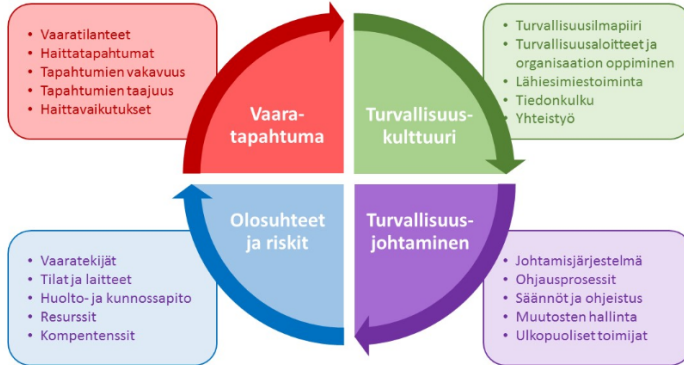 • Vaaratilanteet
• Haittatapahtumat
• Tapahtumien vakavuus
• Tapahtumien taajuus
• Haittavaikutukset
Vaara-
tapahtuma
Turvallisuus-
kulttuuri
• Turvallisuusilmapiiri
• Turvallisuusaloitteet ja
organisaation oppiminen
• Lähiesimiestoiminta
• Tiedonkulku
• Yhteistyö
Olosuhteet
ja riskit
Turvallisuus-
johtaminen
• Vaaratekijät
• Tilat ja laitteet
• Huolto- ja kunnossapito
• Resurssit
• Kompentenssit
• Johtamisjärjestelmä
• Ohjausprosessit
• Säännöt ja ohjeistus
• Muutosten hallinta
• Ulkopuoliset toimijat